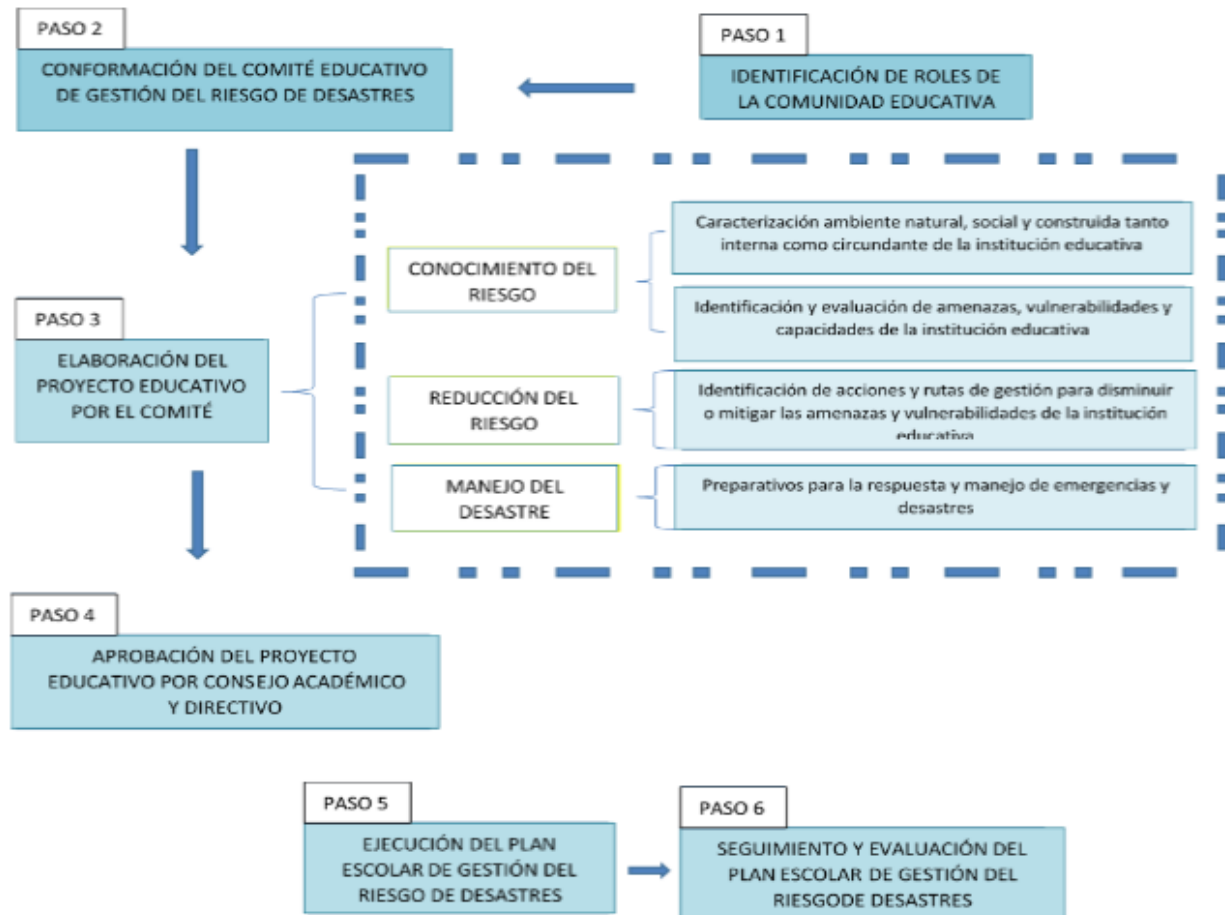 PASO 1
IDENTIFICACIÓN DE ROLES DE
LA COMUNIDAD EDUCATIVA
PASO 2
CONFORMACIÓN DEL COMITÉ EDUCATIVO
DE GESTIÓN DEL RIESGO DE DESASTRES
PASO 3
ELABORACIÓN DEL
PROYECTO EDUCATIVO
POR EL COMITÉ
CONOCIMIENTO DEL
RIESGO
Caracterización ambiente natural, social y construida tanto
interna como circundante de la institución educativa
Identificación y evaluación de amenazas, vulnerabilidades y
capacidades de la institución educativa
REDUCCIÓN DEL
RIESGO
Identificación de acciones y rutas de gestión para disminuir
o mitigar las amenazas y vulnerabilidades de la institución
educativa
MANEJO DEL
DESASTRE
Preparativos para la respuesta y manejo de emergencias y
desastres
PASO 4
APROBACIÓN DEL PROYECTO
EDUCATIVO POR CONSEJO ACADÉMICO
Y DIRECTIVO
PASO 5
EJECUCIÓN DEL PLAN
ESCOLAR DE GESTIÓN DEL
RIESGO DE DESASTRES
PASO 6
SEGUIMIENTO Y EVALUACIÓN DEL
PLAN ESCOLAR DE GESTIÓN DEL
RIESGODE DESASTRES